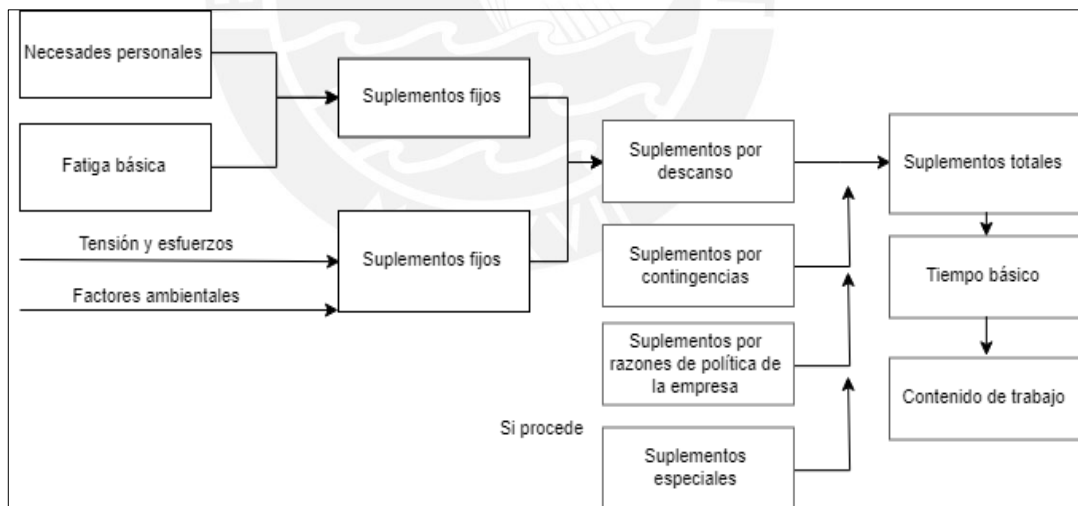 Necesades personales
Fatiga básica
Tensión y esfuerzos
Factores ambientales
Suplementos fijos
Suplementos fijos
Suplementos por
descanso
Suplementos por
contingencias
Suplementos por
razones de política de
la empresa
Si procede
Suplementos
especiales
Suplementos totales
Tiempo básico
Contenido de trabajo